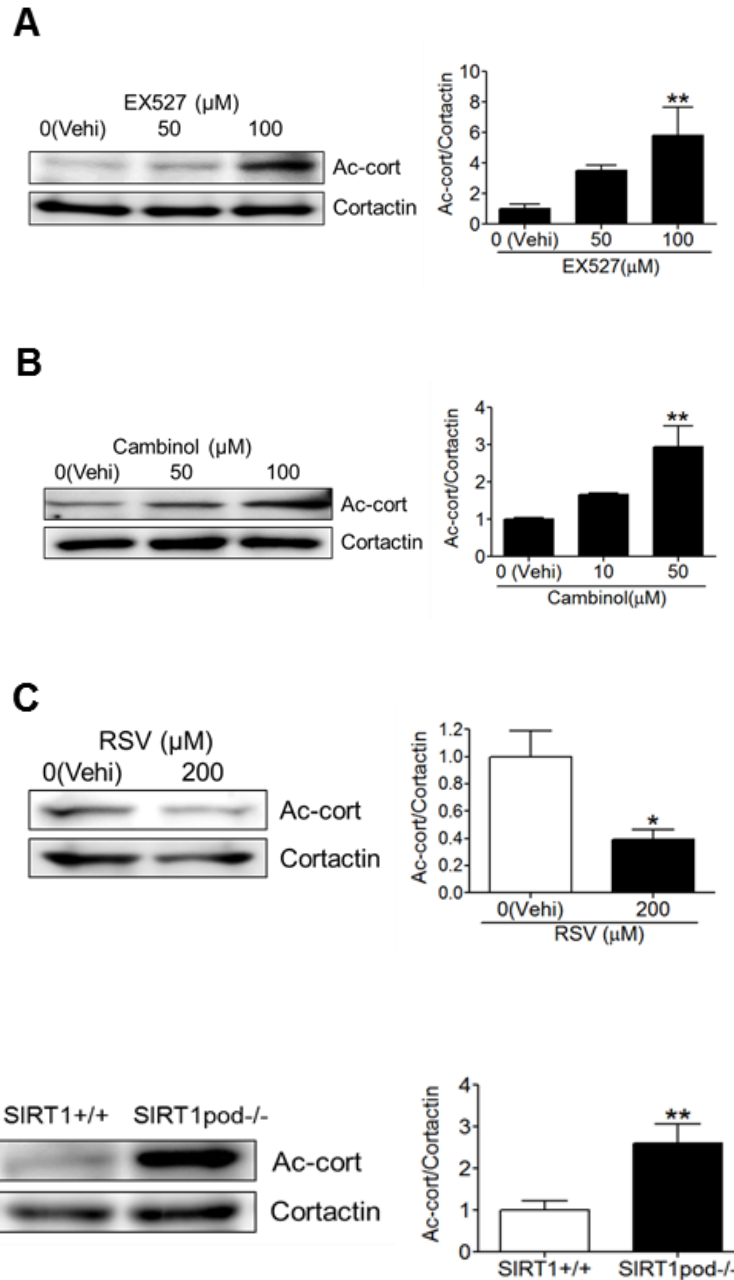 A
EX527 (µM)
0(Vehi) 50 100
Ac-cort
Cortactin
Ac-cort/Cortactin
10
8
6
4
2
0
**
0 (Vehi) 50 100
EX527(µM)
B
Cambinol (µM)
0(Vehi) 50 100
Ac-cort
Cortactin
Ac-cort/Cortactin
4
3
2
1
0
**
0 (Vehi) 10 50
Cambinol(µM)
C
RSV (µM)
0(Vehi) 200
Ac-cort
Cortactin
Ac-cort/Cortactin
1.2
1.0
0.8
0.6
0.4
0.2
0.0
*
0(Vehi) 200
RSV (µM)
SIRT1+/+ SIRT1pod-/-
Ac-cort
Cortactin
Ac-cort/Cortactin
4
3
2
1
0
**
SIRT1+/+ SIRT1pod-/-